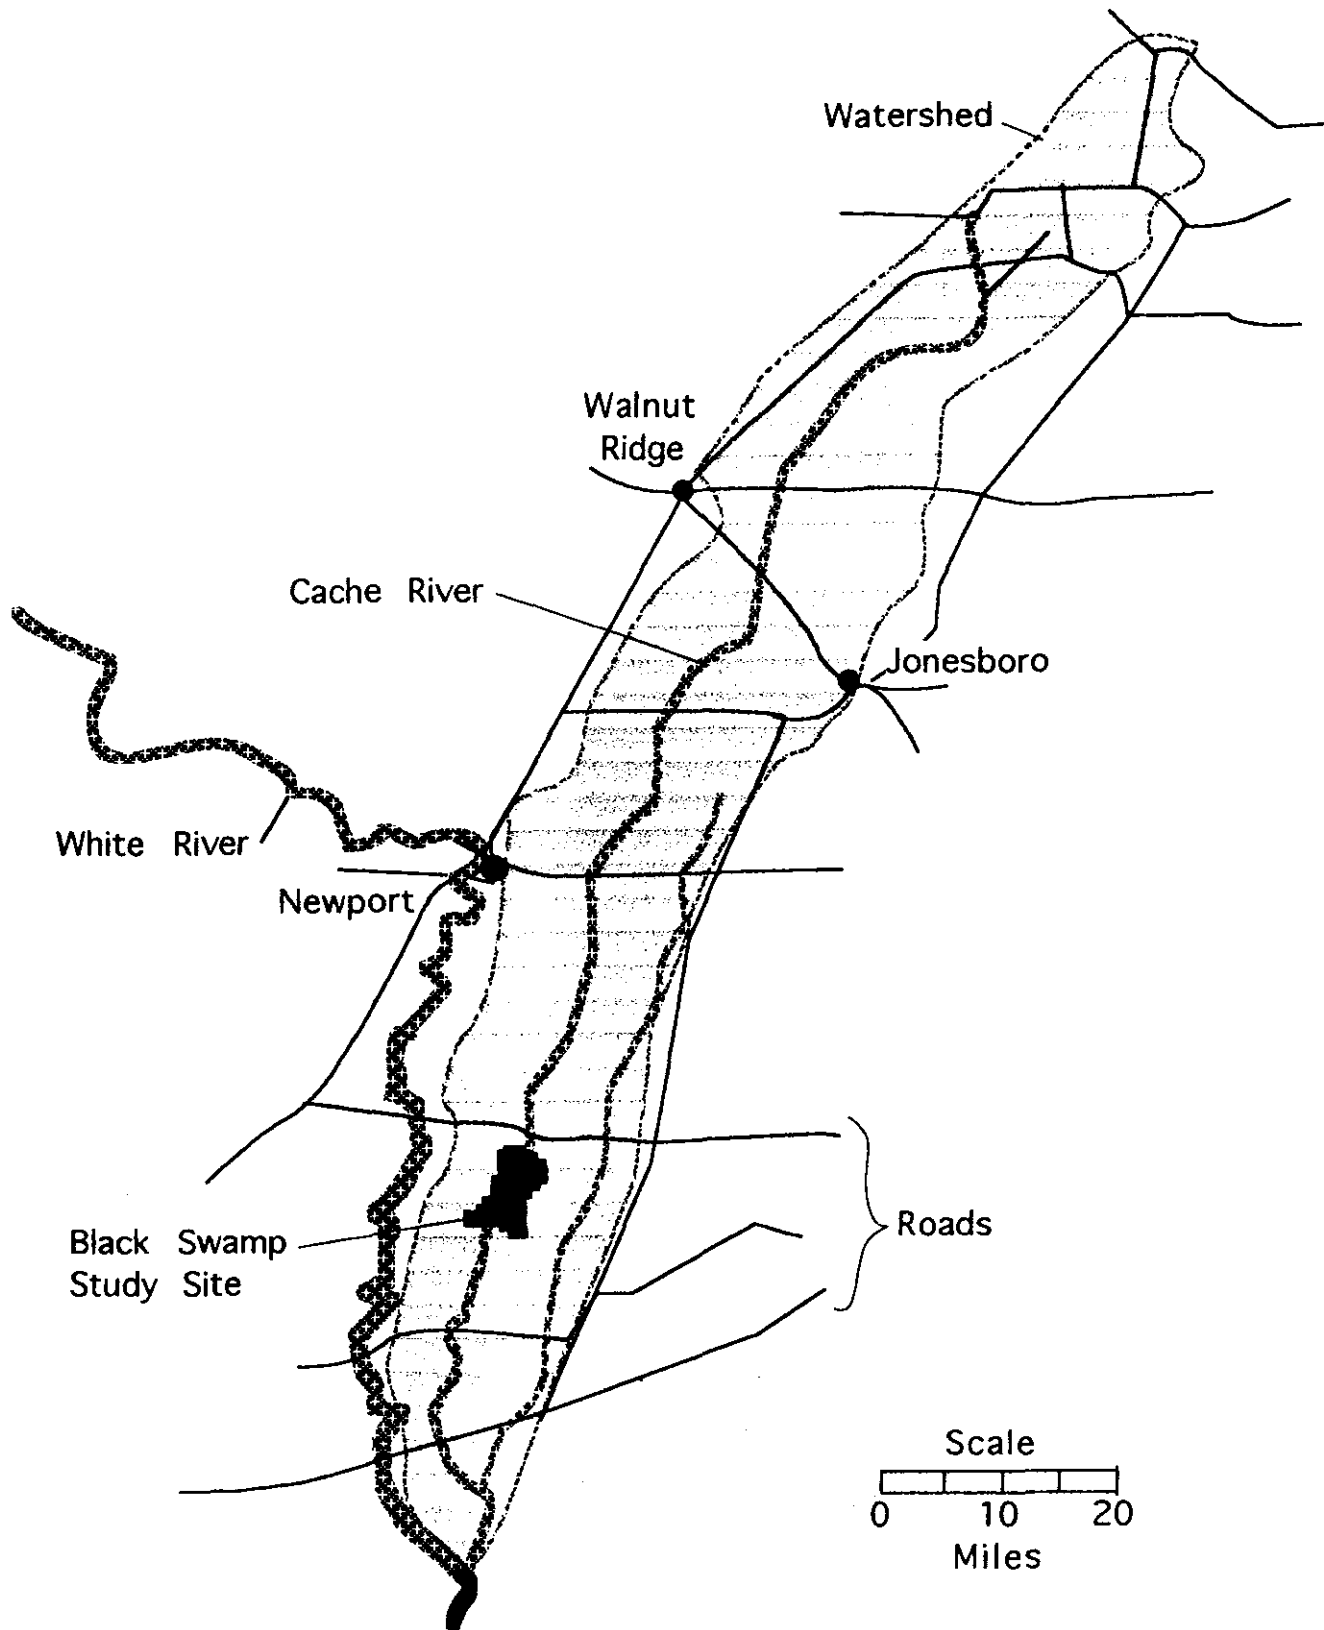 Watershed
Walnut
Ridge
Cache River
Jonesboro
White River
Newport
Black Swamp
Study Site
Roads
Scale
0 10 20
Miles